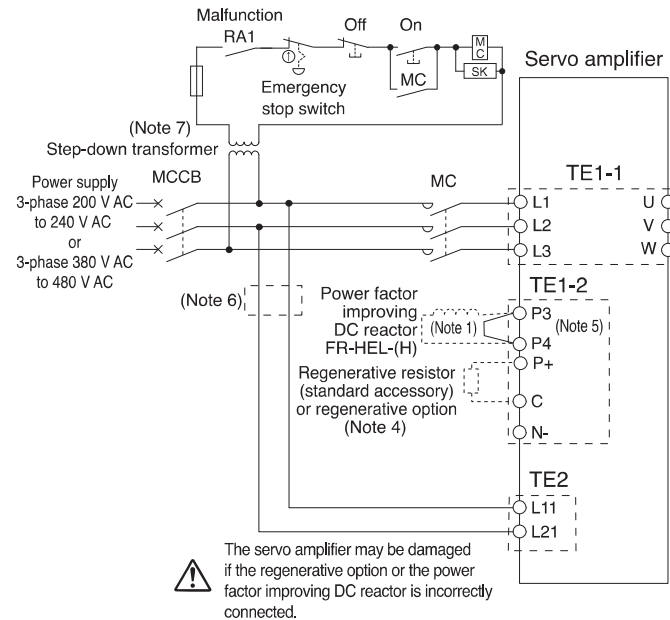 Malfunction
RA1
Off
On
MC
SK
MC
Emergency
stop switch
Servo amplifier
(Note 7)
Step-down transformer
Power supply
3-phase 200 V AC
to 240 V AC
or
3-phase 380 V AC
to 480 V AC
MCCB
MC
TE1-1
L1
L2
L3
U
V
W
(Note 6)
Power factor
improving
DC reactor
FR-HEL-(H)
(Note 1)
TE1-2
P3
(Note 5)
P4
P+
C
N-
Regenerative resistor
(standard accessory)
or regenerative option
(Note 4)
TE2
L11
L21
The servo amplifier may be damaged
if the regenerative option or the power
factor improving DC reactor is incorrectly
connected.